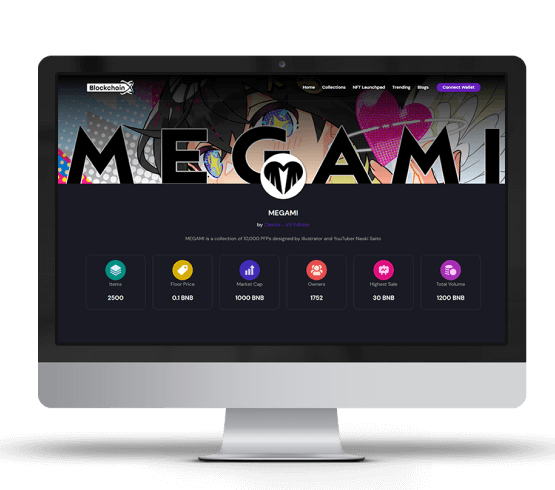 BlockchainX
Home Collections NFT Launchpad Trending Blogs Connect Wallet
MEGAMI
MEGAMI
by
MEGAMI is a collection of 10,000 PFPs designed by Illustrator and YouTuber Naoki Saito
Items Floor Price Market Cap Owners Highest Sale Total Volume
2500 0.1 BNB 1000 BNB 1752 30 BNB 1200 BNB